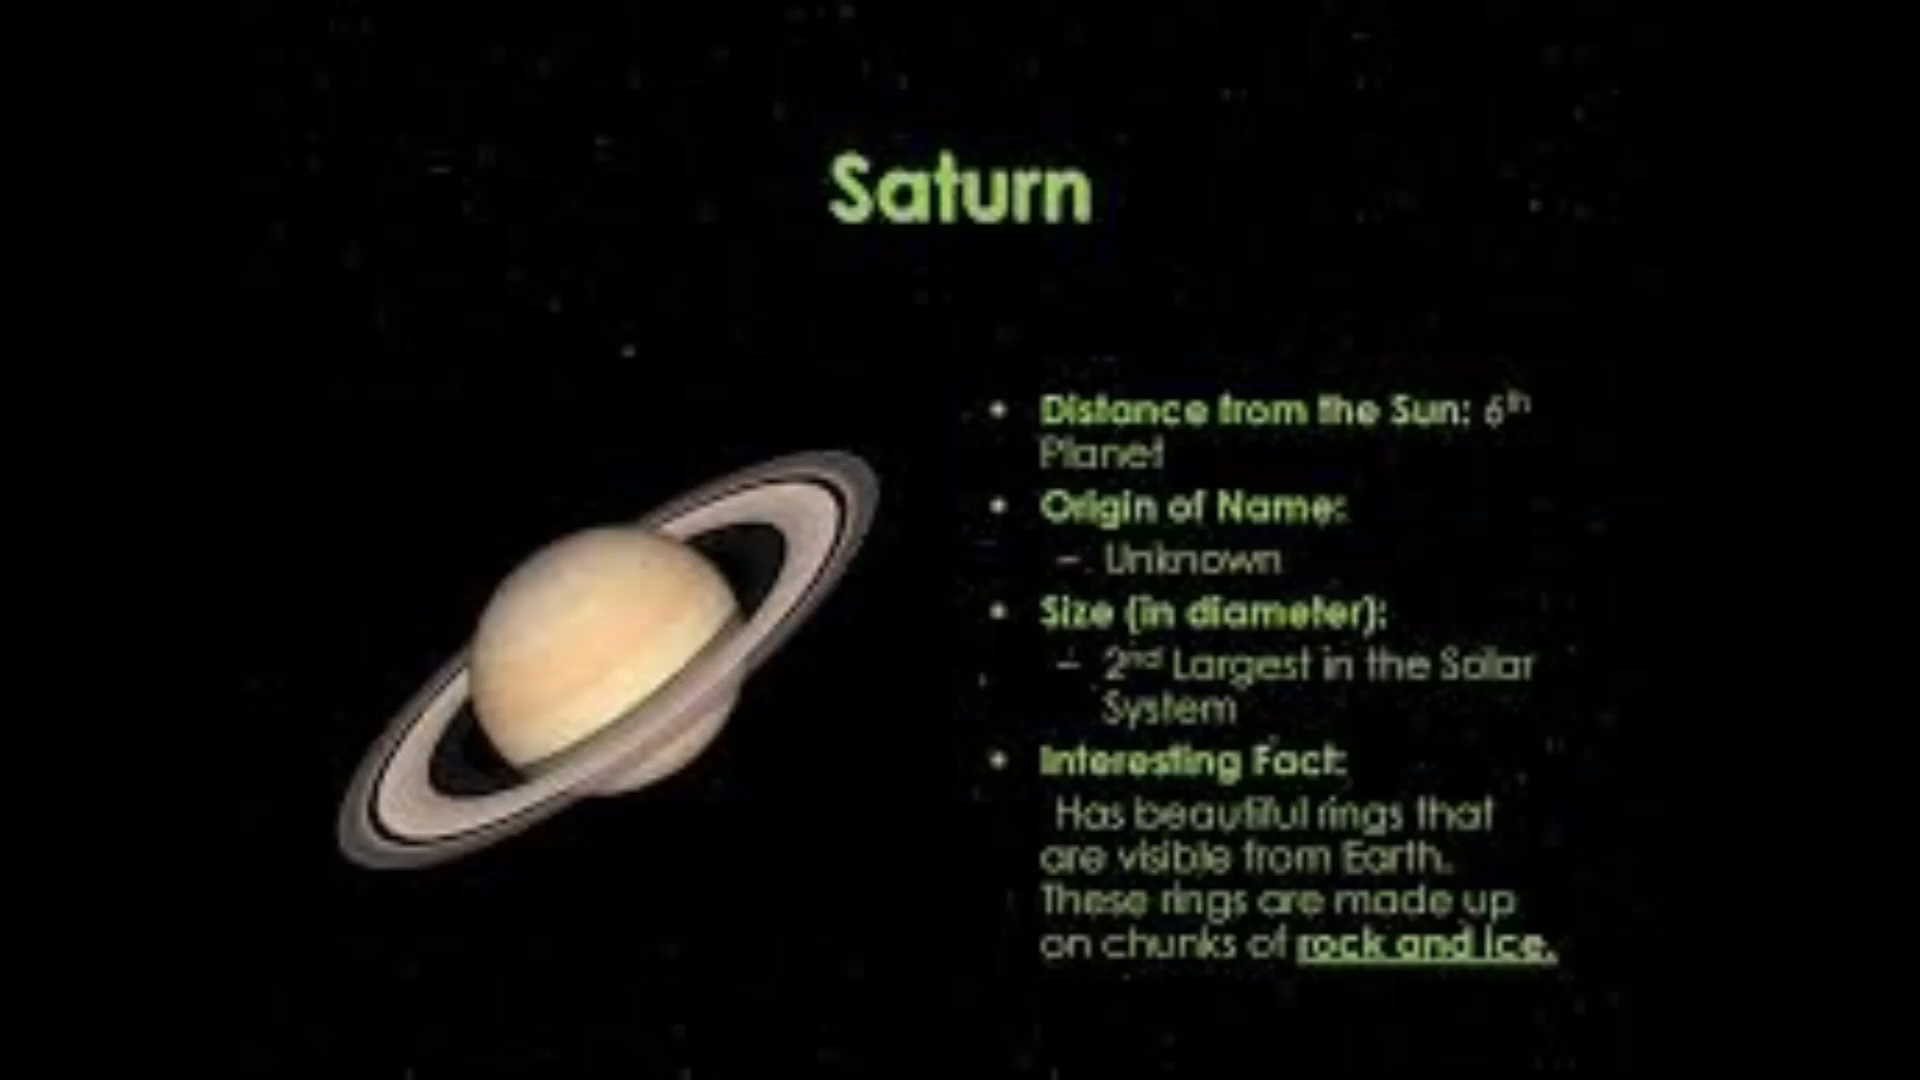 Saturn
• Distance from the Sun: 6th
Planet
• Origin of Name:
– Unknown
• Size (in diameter):
– 2nd Largest in the Solar
System
• Interesting Fact:
Has beautiful rings that
are visible from Earth.
These rings are made up
on chunks of rock and ice.